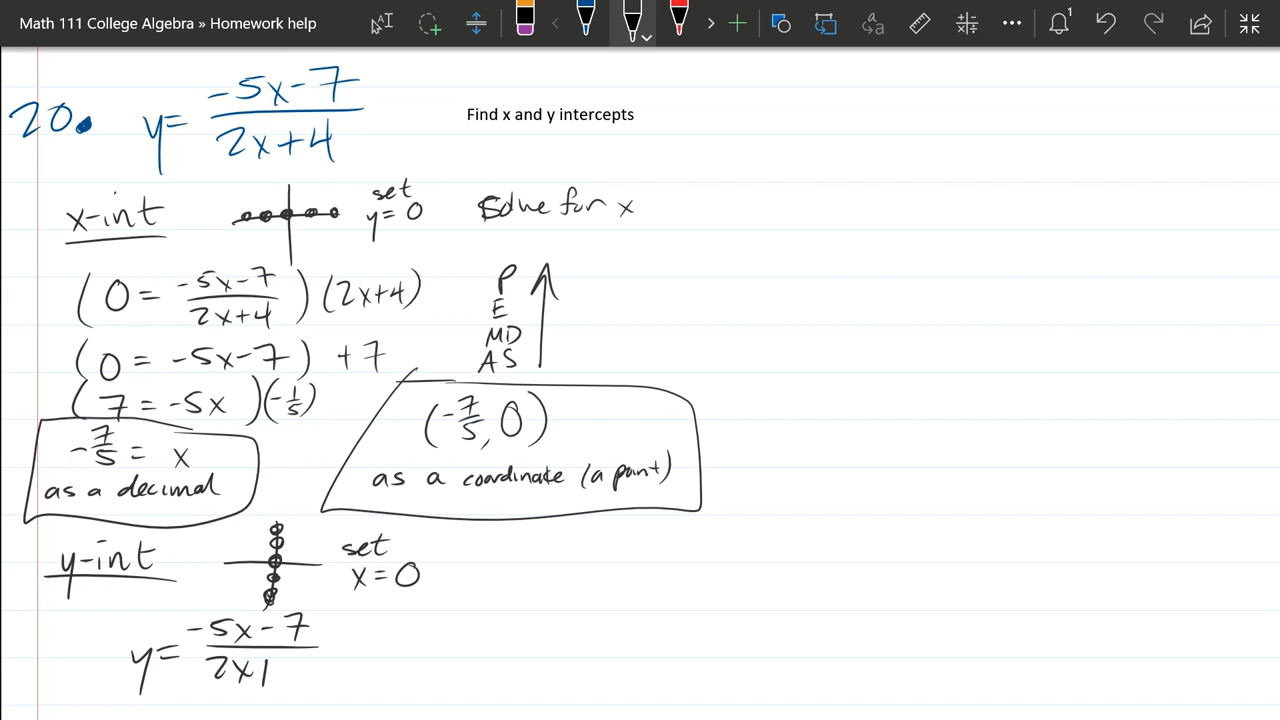 Math 111 College Algebra » Homework help
20. y = (-5x-7)/(2x+4)
Find x and y intercepts
x-int set y=0 Solve for x
(0 = (-5x-7)/(2x+4)) (2x+4)
P
E
MD
AS
(0 = -5x-7) +7
(7 = -5x)(-1/5)
-7/5 = x
as a decimal
(-7/5, 0)
as a coordinate (a point)
y-int set x=0
y = (-5x-7)/(2x1